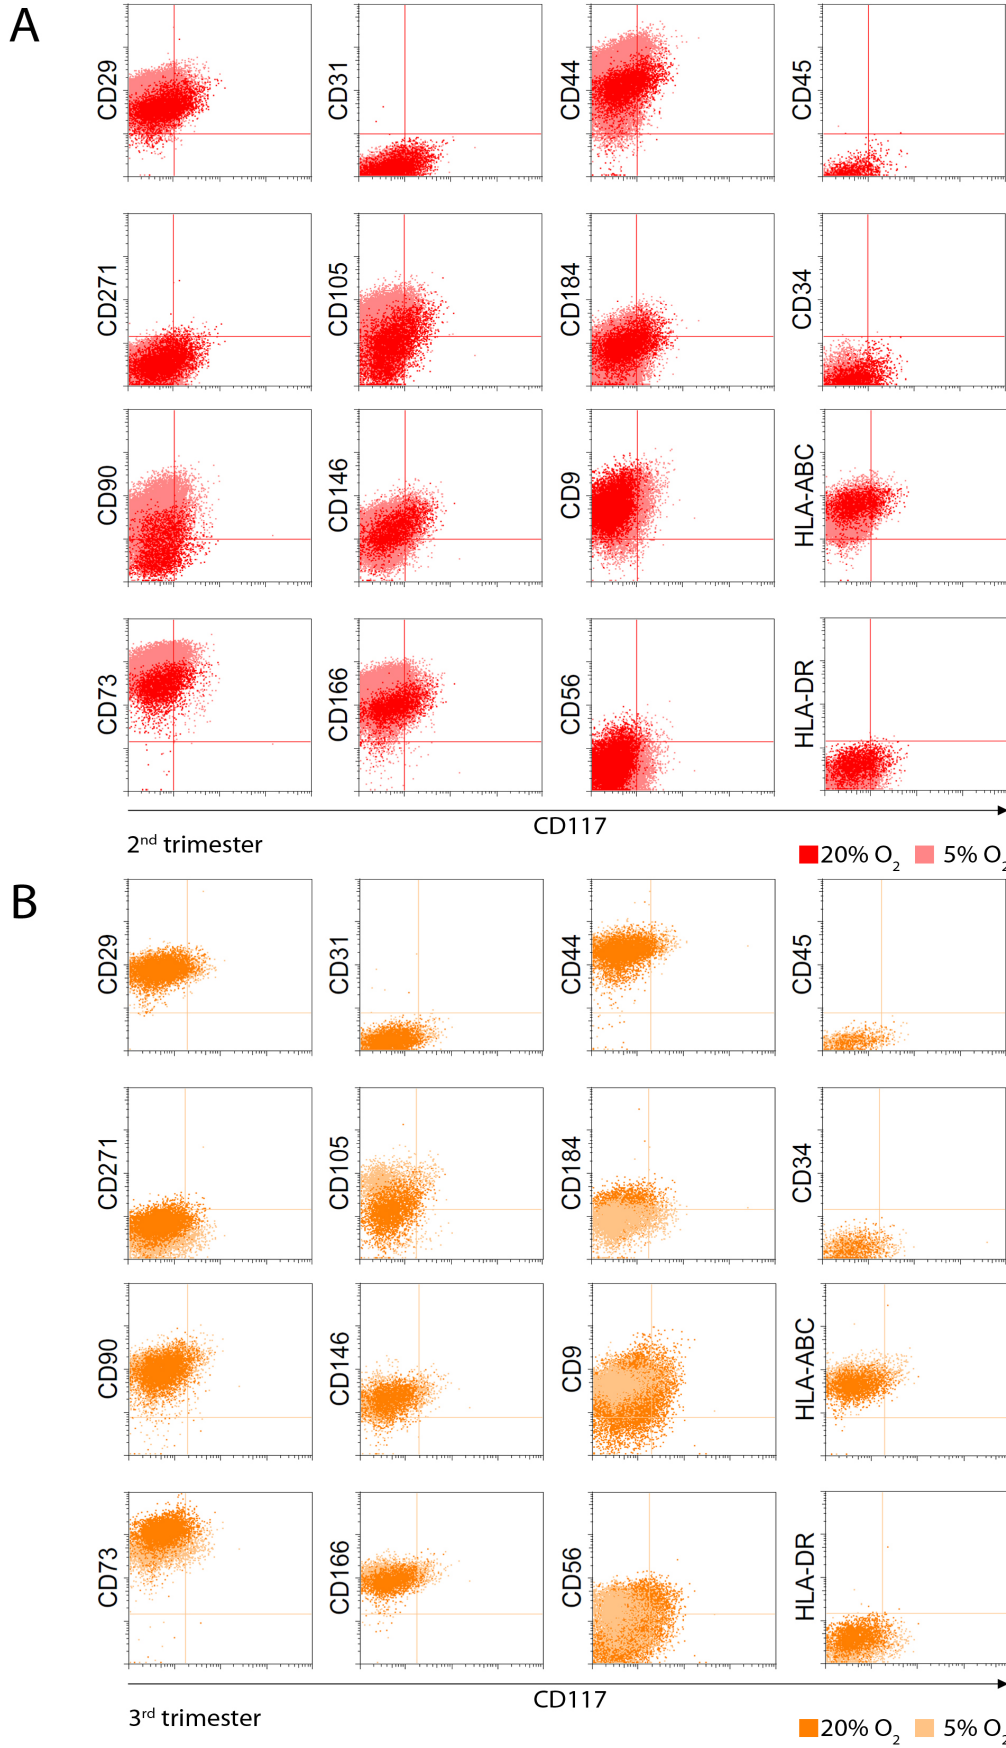 A
CD29
CD31
CD44
CD45
CD271
CD105
CD184
CD34
CD90
CD146
CD9
HLA-ABC
CD73
CD166
CD56
HLA-DR
CD117
2nd trimester
20% O2 5% O2
B
CD29
CD31
CD44
CD45
CD271
CD105
CD184
CD34
CD90
CD146
CD9
HLA-ABC
CD73
CD166
CD56
HLA-DR
CD117
3rd trimester
20% O2 5% O2